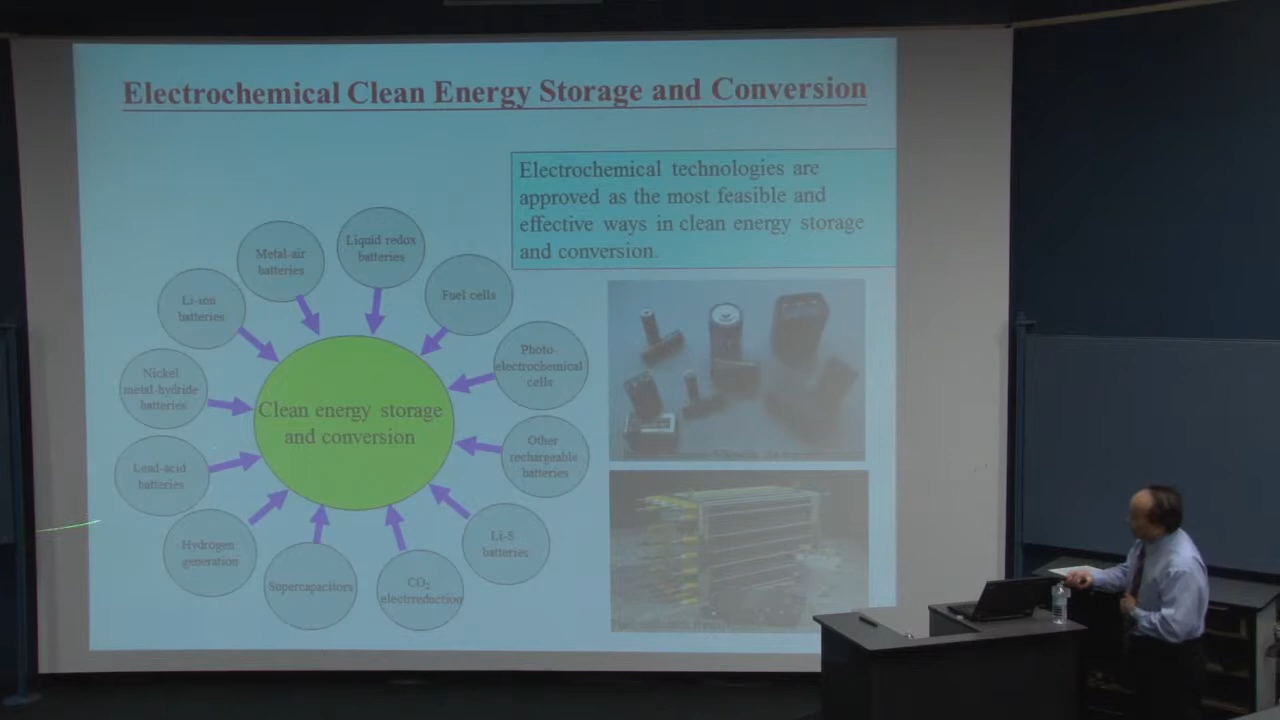 Electrochemical Clean Energy Storage and Conversion
Electrochemical technologies are
approved as the most feasible and
effective ways in clean energy storage
and conversion.
Liquid redox
batteries
Metal-air
batteries
Fuel cells
Li-ion
batteries
Photo-
electrochemical
cells
Nickel
metal-hydride
batteries
Clean energy storage
and conversion
Other
rechargeable
batteries
Lead-acid
batteries
Li-S
batteries
Hydrogen
generation
Supercapacitors
CO₂
electrreduction